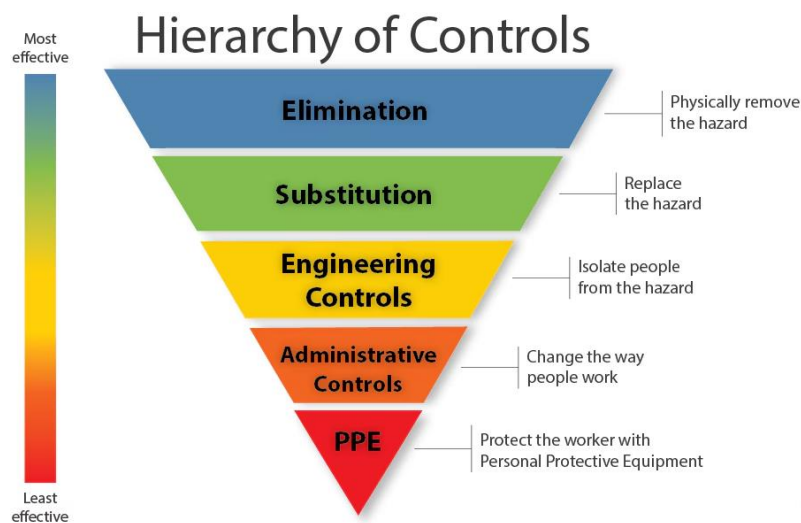 Hierarchy of Controls
Most
effective
Elimination
Physically remove
the hazard
Substitution
Replace
the hazard
Engineering
Controls
Isolate people
from the hazard
Administrative
Controls
Change the way
people work
PPE
Protect the worker with
Personal Protective Equipment
Least
effective